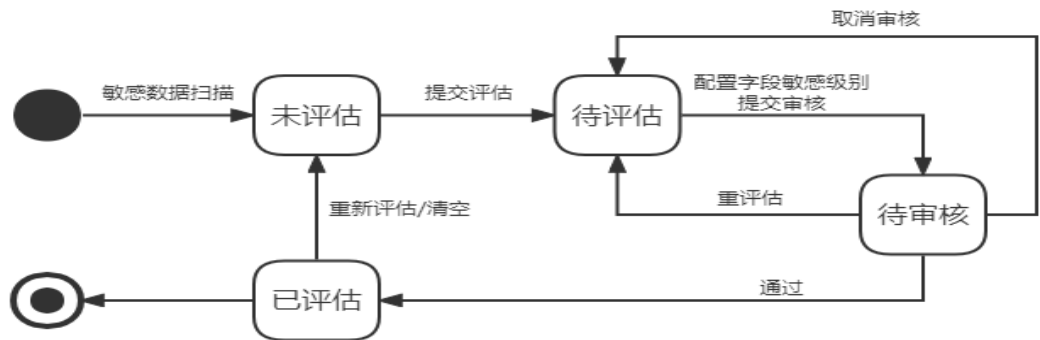 取消审核
敏感数据扫描
未评估
提交评估
待评估
配置字段敏感级别
提交审核
重新评估/清空
重评估
待审核
已评估
通过